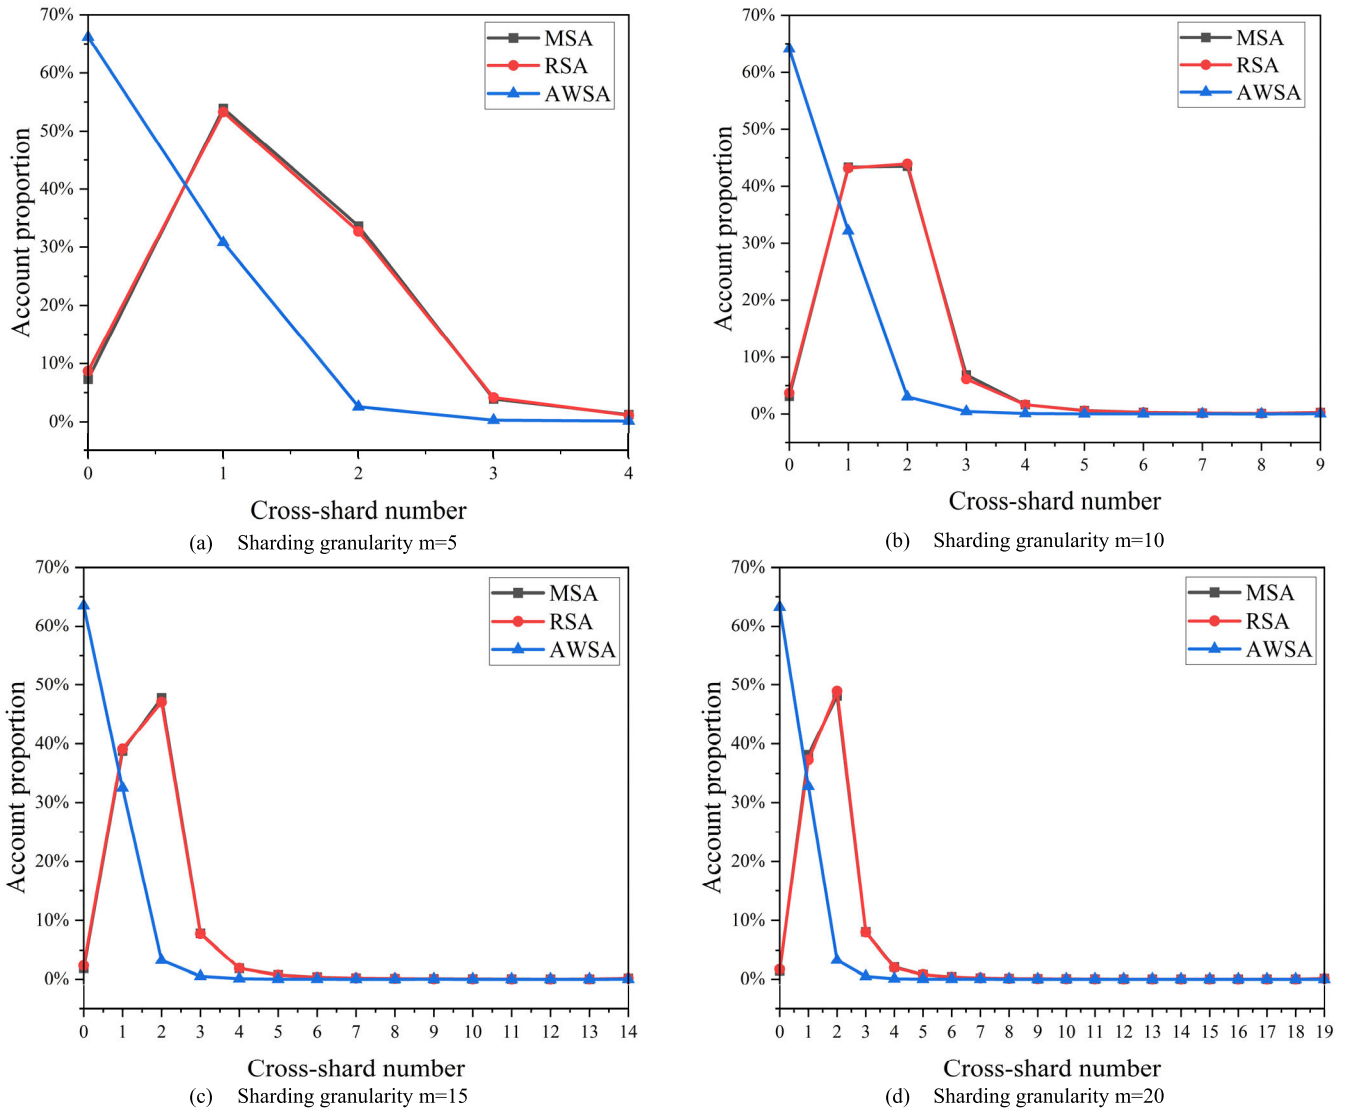 70%
60%
50%
40%
30%
20%
10%
0%
Account proportion
MSA
RSA
AWSA
0 1 2 3 4
Cross-shard number
(a) Sharding granularity m=5
70%
60%
50%
40%
30%
20%
10%
0%
Account proportion
MSA
RSA
AWSA
0 1 2 3 4 5 6 7 8 9
Cross-shard number
(b) Sharding granularity m=10
70%
60%
50%
40%
30%
20%
10%
0%
Account proportion
MSA
RSA
AWSA
0 1 2 3 4 5 6 7 8 9 10 11 12 13 14
Cross-shard number
(c) Sharding granularity m=15
70%
60%
50%
40%
30%
20%
10%
0%
Account proportion
MSA
RSA
AWSA
0 1 2 3 4 5 6 7 8 9 10 11 12 13 14 15 16 17 18 19
Cross-shard number
(d) Sharding granularity m=20